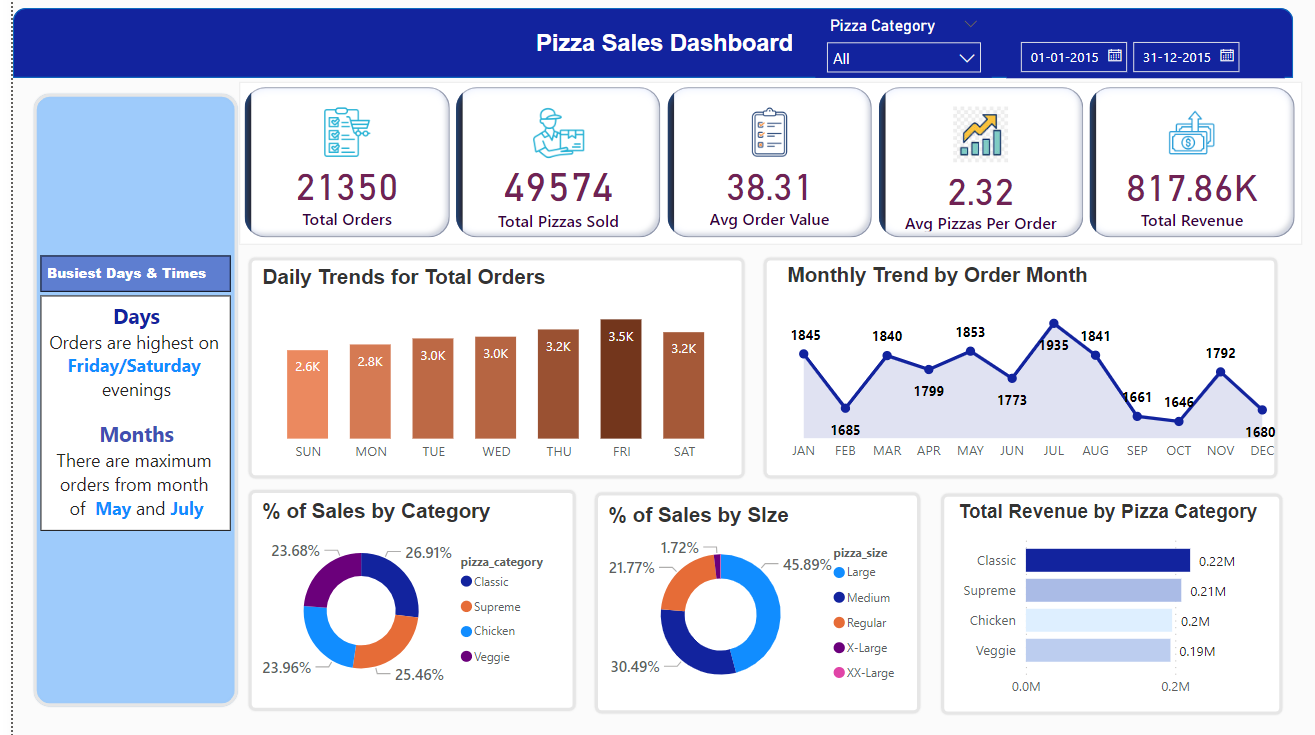 Pizza Sales Dashboard
Pizza Category
All
01-01-2015
31-12-2015
21350
Total Orders
49574
Total Pizzas Sold
38.31
Avg Order Value
2.32
Avg Pizzas Per Order
817.86K
Total Revenue
Busiest Days & Times
Days
Orders are highest on
Friday/Saturday
evenings
Months
There are maximum
orders from month
of May and July
Daily Trends for Total Orders
2.6K
2.8K
3.0K
3.0K
3.2K
3.5K
3.2K
SUN
MON
TUE
WED
THU
FRI
SAT
Monthly Trend by Order Month
1845
1685
1840
1799
1853
1773
1935
1841
1661
1646
1792
1680
JAN
FEB
MAR
APR
MAY
JUN
JUL
AUG
SEP
OCT
NOV
DEC
% of Sales by Category
23.68%
26.91%
23.96%
25.46%
pizza_category
Classic
Supreme
Chicken
Veggie
% of Sales by SIze
1.72%
21.77%
45.89%
30.49%
pizza_size
Large
Medium
Regular
X-Large
XX-Large
Total Revenue by Pizza Category
Classic
0.22M
Supreme
0.21M
Chicken
0.2M
Veggie
0.19M
0.0M
0.2M